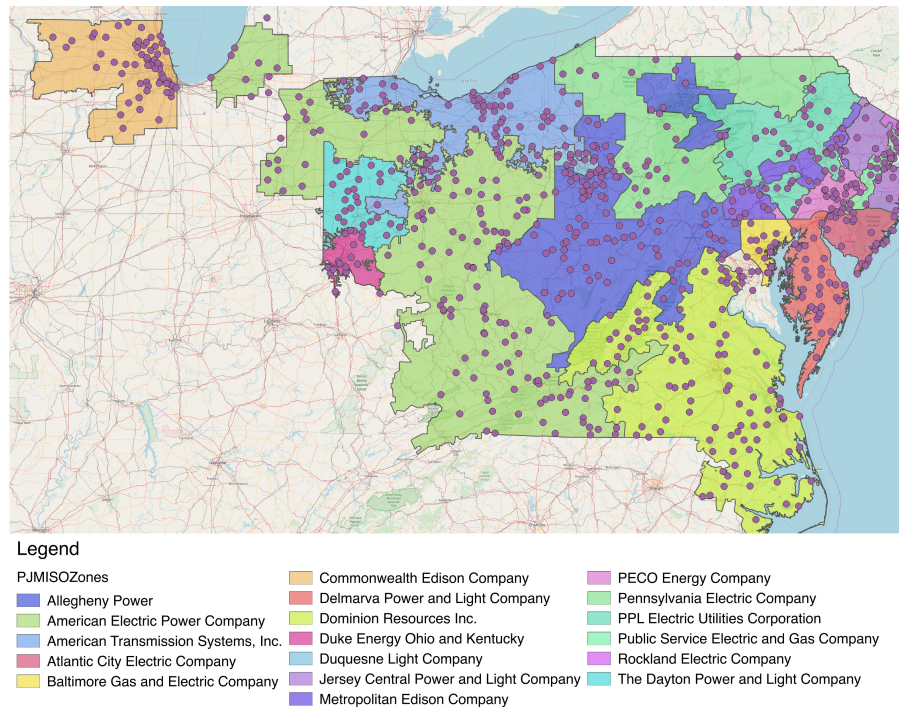 Legend
PJMISOZones
Allegheny Power
American Electric Power Company
American Transmission Systems, Inc.
Atlantic City Electric Company
Baltimore Gas and Electric Company
Commonwealth Edison Company
Delmarva Power and Light Company
Dominion Resources Inc.
Duke Energy Ohio and Kentucky
Duquesne Light Company
Jersey Central Power and Light Company
Metropolitan Edison Company
PECO Energy Company
Pennsylvania Electric Company
PPL Electric Utilities Corporation
Public Service Electric and Gas Company
Rockland Electric Company
The Dayton Power and Light Company